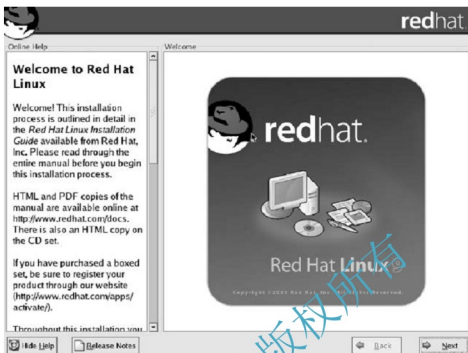 redhat
Online Help
Welcome
Welcome to Red Hat
Linux
Welcome! This installation
process is outlined in detail in
the Red Hat Linux Installation
Guide available from Red Hat,
Inc. Please read through the
entire manual before you begin
this installation process.
HTML and PDF copies of the
manual are available online at
http://www.redhat.com/docs.
There is also an HTML copy on
the CD set.
If you have purchased a boxed
set, be sure to register your
product through our website
(http://www.redhat.com/apps/
activate/).
Throughout this installation you
redhat.
Red Hat Linux 9
版权所有
Hide Help
Release Notes
Back
Next